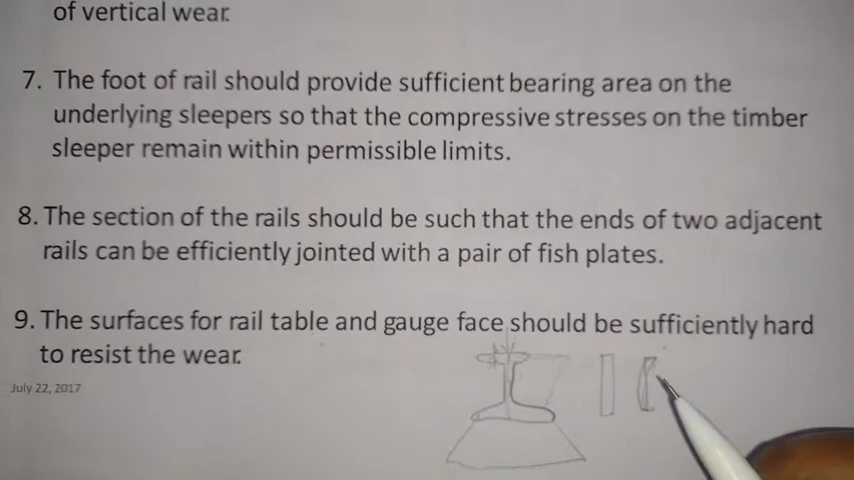 of vertical wear.
7. The foot of rail should provide sufficient bearing area on the
underlying sleepers so that the compressive stresses on the timber
sleeper remain within permissible limits.
8. The section of the rails should be such that the ends of two adjacent
rails can be efficiently jointed with a pair of fish plates.
9. The surfaces for rail table and gauge face should be sufficiently hard
to resist the wear.
July 22, 2017